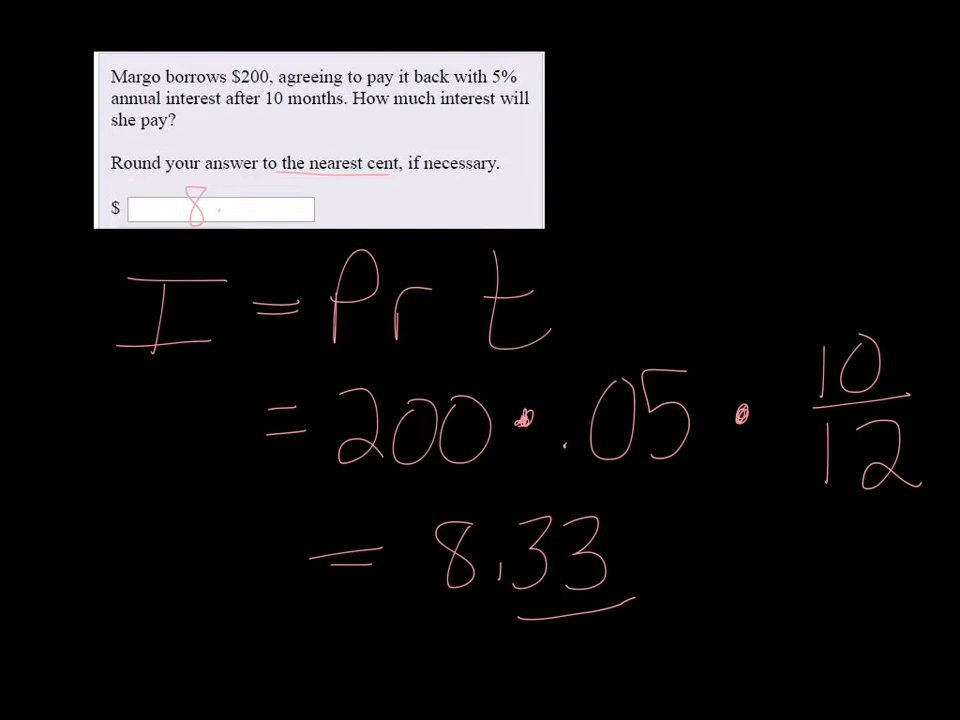 Margo borrows $200, agreeing to pay it back with 5%
annual interest after 10 months. How much interest will
she pay?
Round your answer to the nearest cent, if necessary.
$ 8.
I = Prt
= 200 · .05 · 10/12
= 8.33